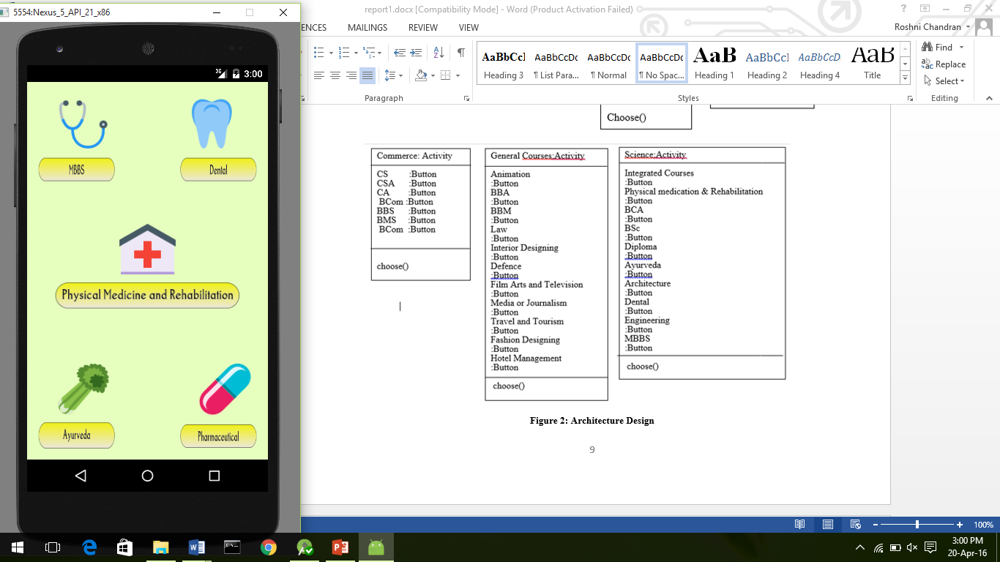 5554:Nexus_5_API_21_x86
3G 3:00
MBBS
Dental
Physical Medicine and Rehabilitation
Ayurveda
Pharmaceutical
report1.docx [Compatibility Mode] - Word (Product Activation Failed)
ENCES MAILINGS REVIEW VIEW
Roshni Chandran
AaBbCcI AaBbCcDc AaBbCcDc AaBbCcDc AaB AaBbCcI AaBbCcD AaB
Heading 3 ¶ List Para... ¶ Normal ¶ No Spac... Heading 1 Heading 2 Heading 4 Title
Find
Replace
Select
Paragraph
Styles
Editing
Choose()
Commerce: Activity
CS :Button
CSA :Button
CA :Button
BCom :Button
BBS :Button
BMS :Button
BCom :Button
choose()
General Courses:Activity
Animation
:Button
BBA
:Button
BBM
:Button
Law
:Button
Interior Designing
:Button
Defence
:Button
Film Arts and Television
:Button
Media or Journalism
:Button
Travel and Tourism
:Button
Fashion Designing
:Button
Hotel Management
:Button
choose()
Science:Activity
Integrated Courses
:Button
Physical medication & Rehabilitation
:Button
BCA
:Button
BSc
:Button
Diploma
:Button
Ayurveda
:Button
Architecture
:Button
Dental
:Button
Engineering
:Button
MBBS
:Button
choose()
Figure 2: Architecture Design
9
100%
3:00 PM
20-Apr-16